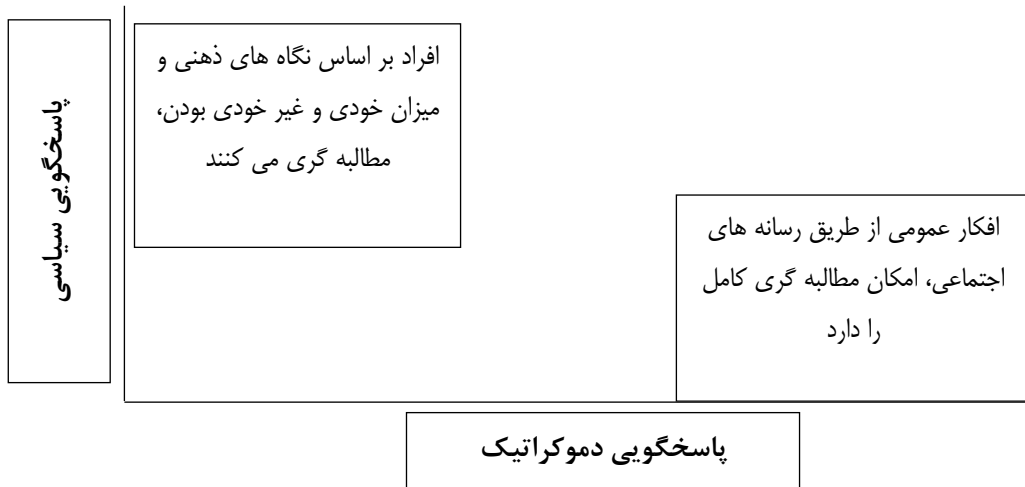 پاسخگویی سیاسی
افراد بر اساس نگاه های ذهنی و
میزان خودی و غیر خودی بودن،
مطالبه گری می کنند
افکار عمومی از طریق رسانه های
اجتماعی، امکان مطالبه گری کامل
را دارد
پاسخگویی دموکراتیک